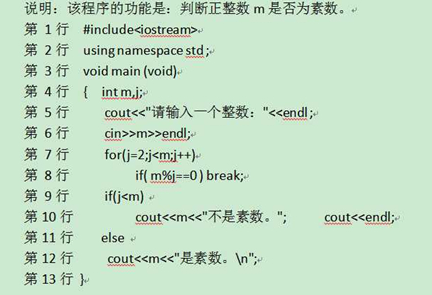 说明：该程序的功能是：判断正整数 m 是否为素数。
第 1 行 #include<iostream>
第 2 行 using namespace std ;
第 3 行 void main (void)
第 4 行 { int m,j;
第 5 行 cout<<"请输入一个整数："<<endl ;
第 6 行 cin>>m>>endl;
第 7 行 for(j=2;j<m;j++)
第 8 行 if( m%j==0 ) break;
第 9 行 if(j<m)
第 10 行 cout<<m<<"不是素数。"; cout<<endl;
第 11 行 else
第 12 行 cout<<m<<"是素数。\n";
第 13 行 }